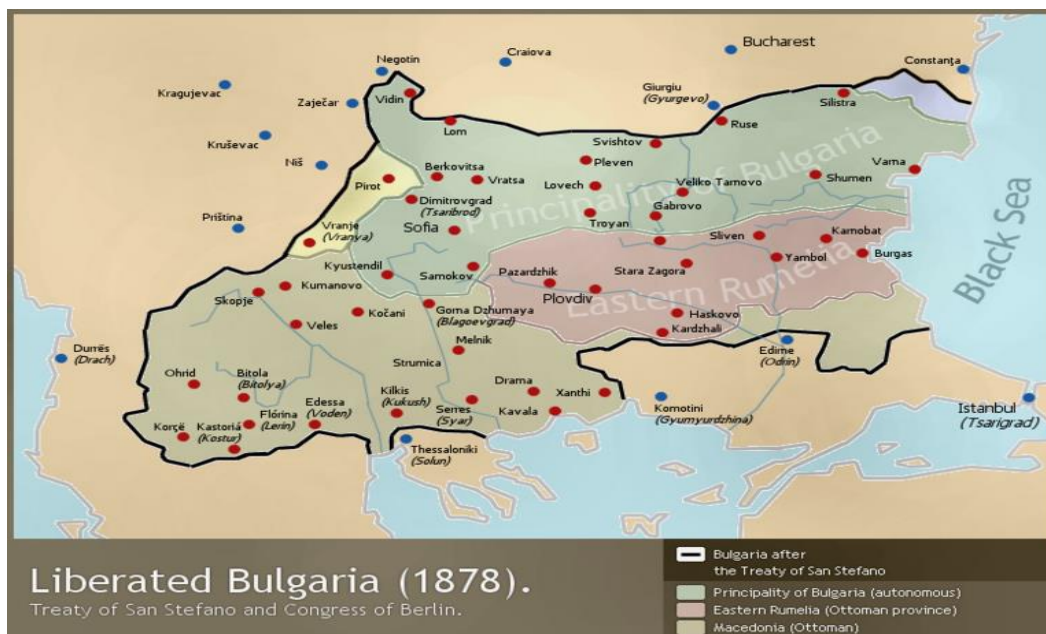 Bucharest
Craiova
Negotin
Constanţa
Kragujevac
Zaječar
Vidin
Giurgiu
(Gyurgevo)
Silistra
Lom
Ruse
Kruševac
Svishtov
Niš
Berkovitsa
Pleven
Principality of Bulgaria
Varna
Pirot
Vratsa
Lovech
Veliko Tarnovo
Shumen
Dimitrovgrad
(Tsaribrod)
Gabrovo
Priština
Vranje
(Vranya)
Sofia
Troyan
Sliven
Karnobat
Black Sea
Kyustendil
Samokov
Pazardzhik
Stara Zagora
Yambol
Burgas
Skopje
Kumanovo
Plovdiv
Eastern Rumelia
Kočani
Gorna Dzhumaya
(Blagoevgrad)
Haskovo
Veles
Kardzhali
Melnik
Durrës
(Drach)
Strumica
Edirne
(Odrin)
Ohrid
Bitola
(Bitolya)
Drama
Xanthi
Kilkis
(Kukush)
Edessa
(Voden)
Serres
(Syar)
Kavala
Komotini
(Gyumyurdzhina)
Istanbul
(Tsarigrad)
Flórina
(Lerin)
Korçë
Kastoriá
(Kostur)
Thessaloniki
(Solun)
Liberated Bulgaria (1878).
Treaty of San Stefano and Congress of Berlin.
Bulgaria after
the Treaty of San Stefano
Principality of Bulgaria (autonomous)
Eastern Rumelia (Ottoman province)
Macedonia (Ottoman)